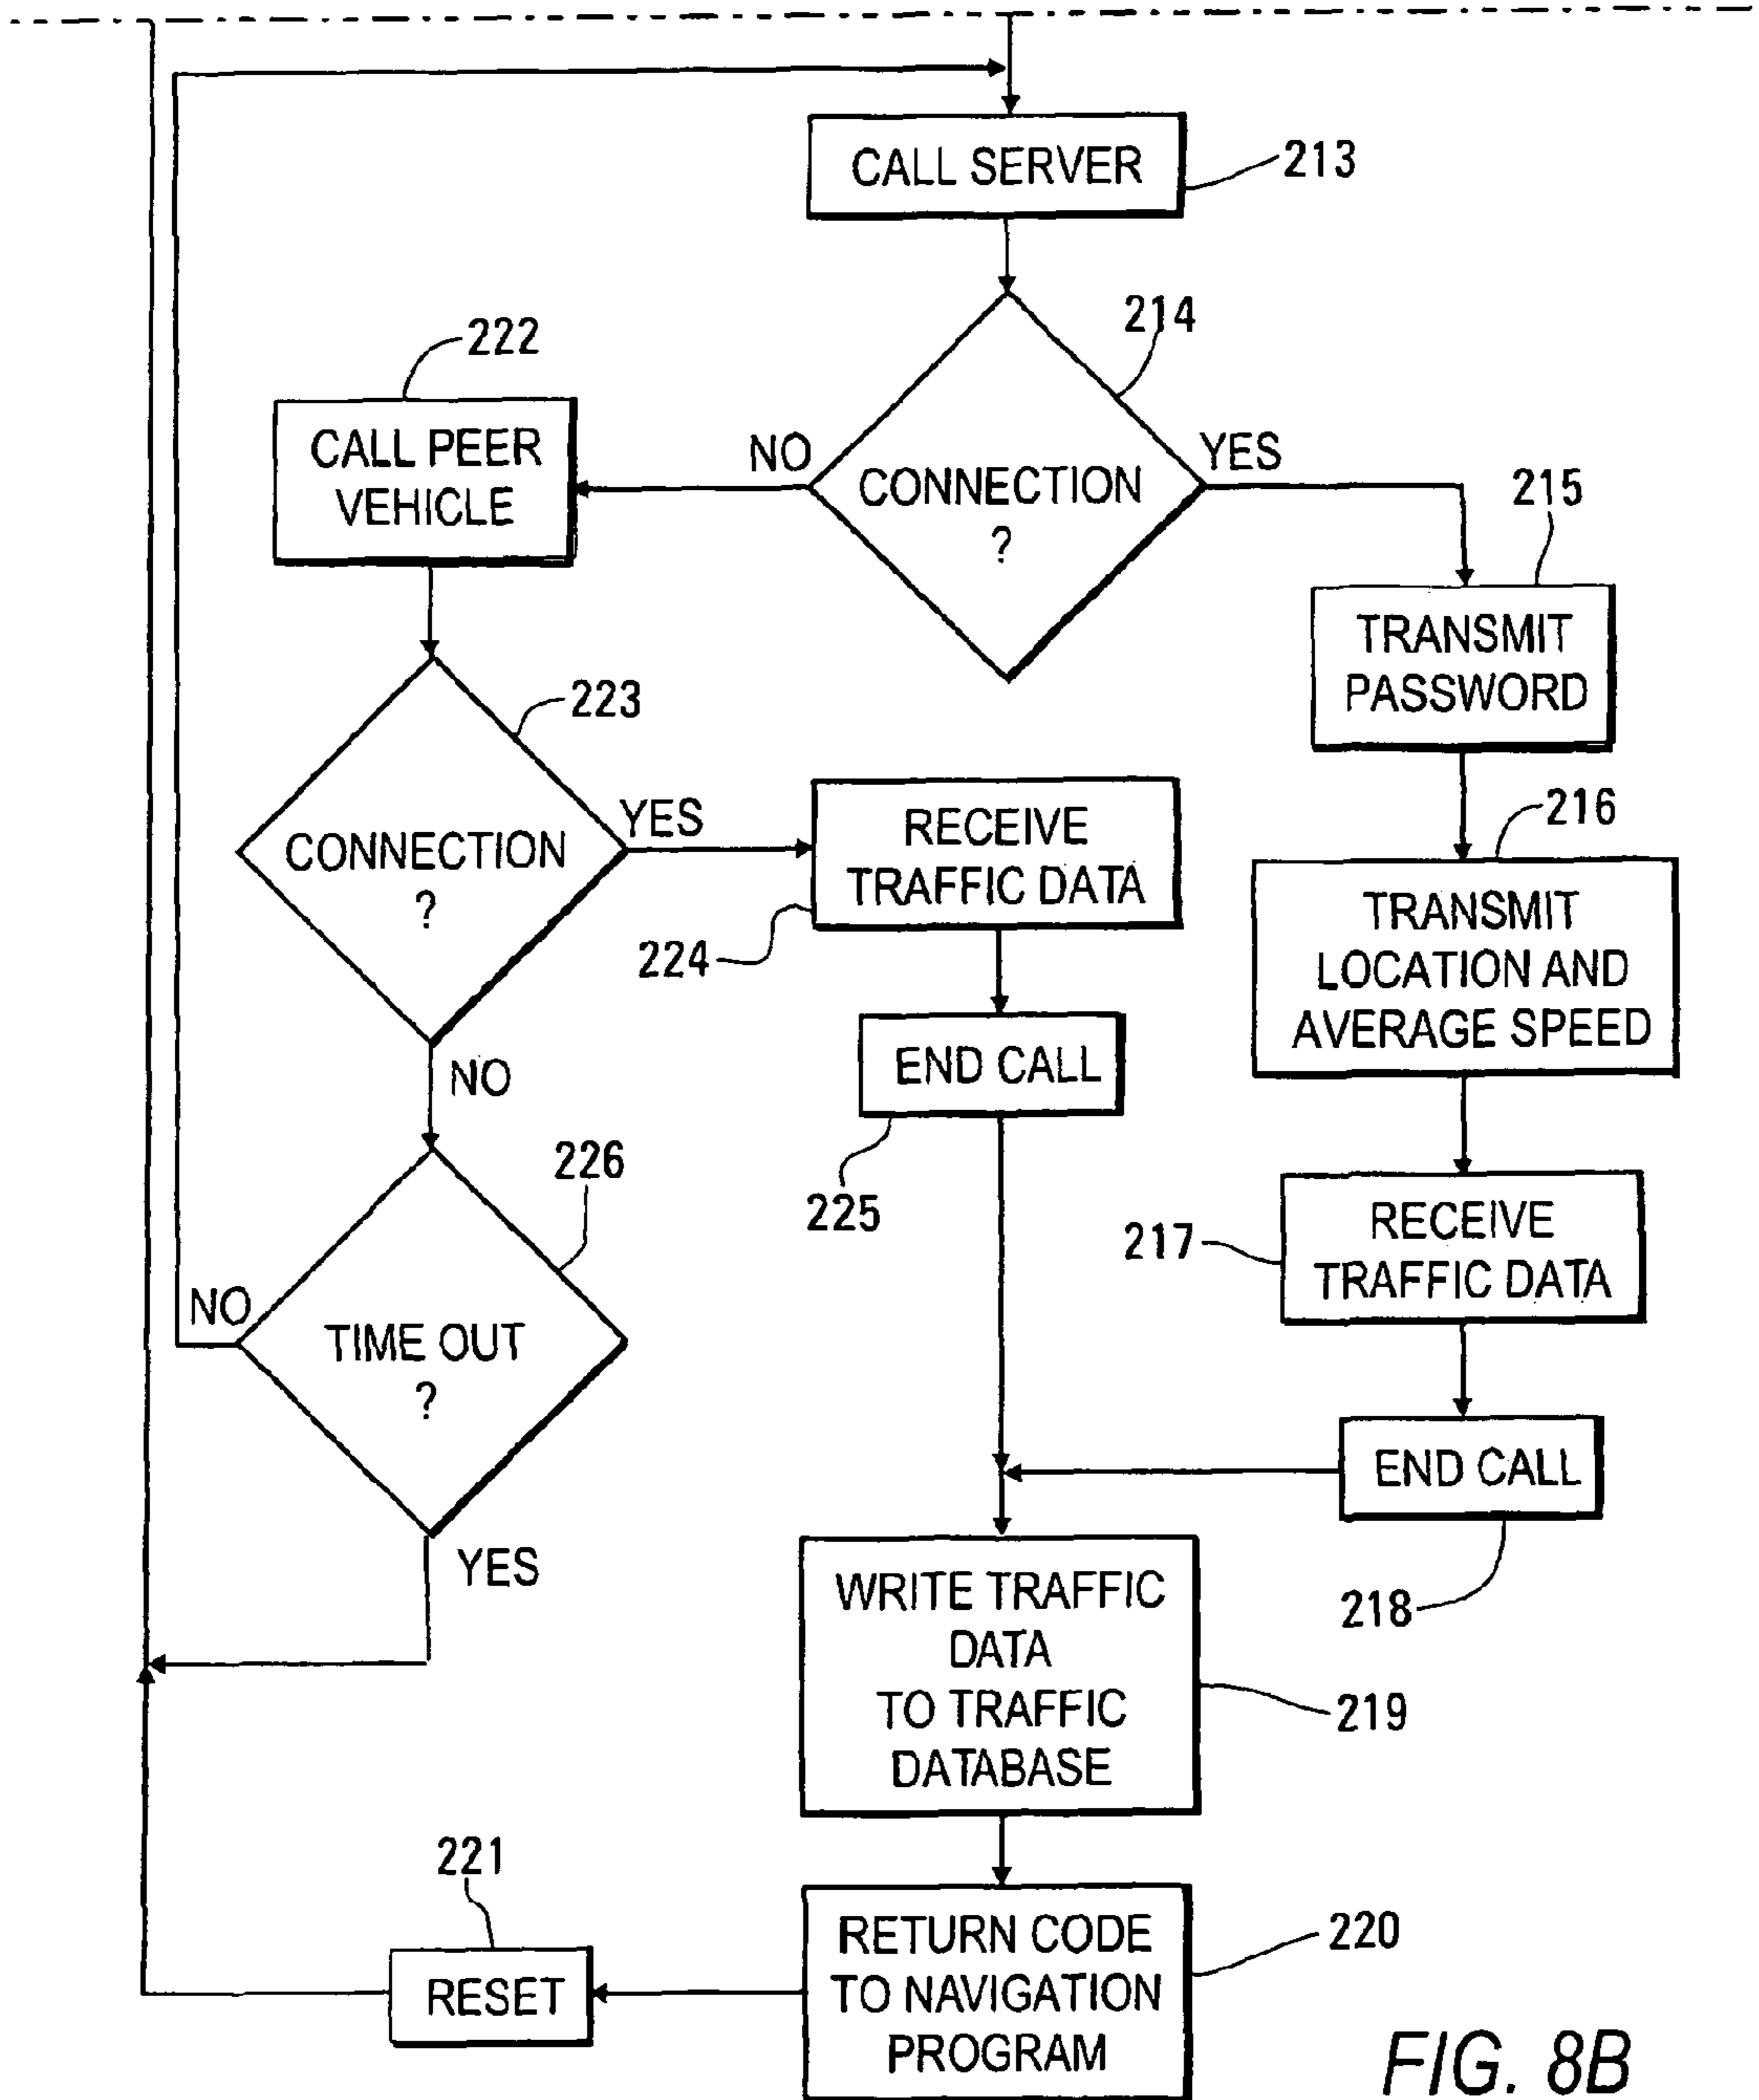 CALL SERVER
213
214
222
CALL PEER
VEHICLE
NO
CONNECTION
?
YES
215
TRANSMIT
PASSWORD
223
CONNECTION
?
YES
RECEIVE
TRAFFIC DATA
224
216
TRANSMIT
LOCATION AND
AVERAGE SPEED
NO
END CALL
225
217
RECEIVE
TRAFFIC DATA
226
NO
TIME OUT
?
YES
END CALL
218
WRITE TRAFFIC
DATA
TO TRAFFIC
DATABASE
219
221
RESET
RETURN CODE
TO NAVIGATION
PROGRAM
220
FIG. 8B